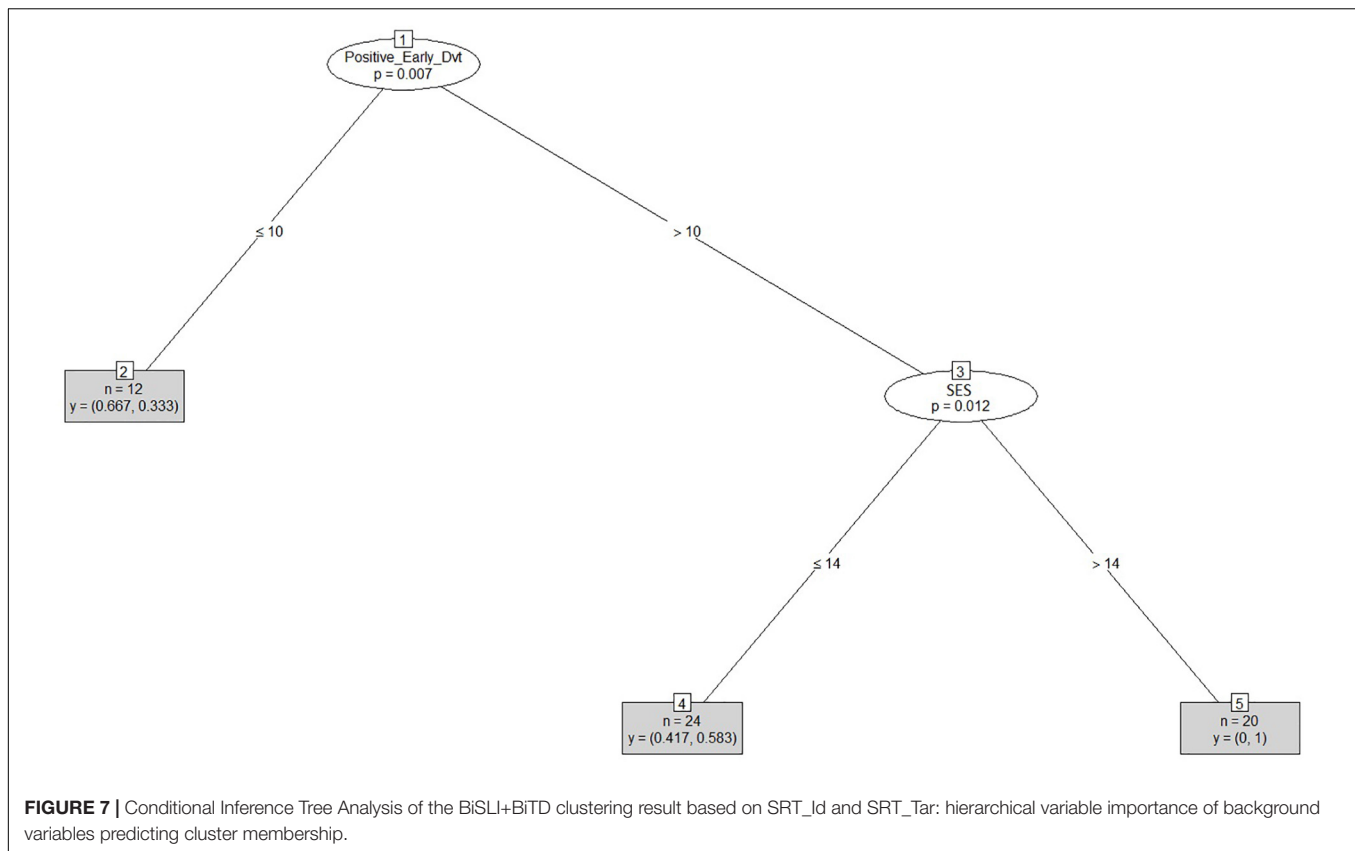 1
Positive_Early_Dvt
p = 0.007
≤ 10
> 10
2
n = 12
y = (0.667, 0.333)
3
SES
p = 0.012
≤ 14
> 14
4
n = 24
y = (0.417, 0.583)
5
n = 20
y = (0, 1)
FIGURE 7 | Conditional Inference Tree Analysis of the BiSLI+BiTD clustering result based on SRT_Id and SRT_Tar: hierarchical variable importance of background
variables predicting cluster membership.